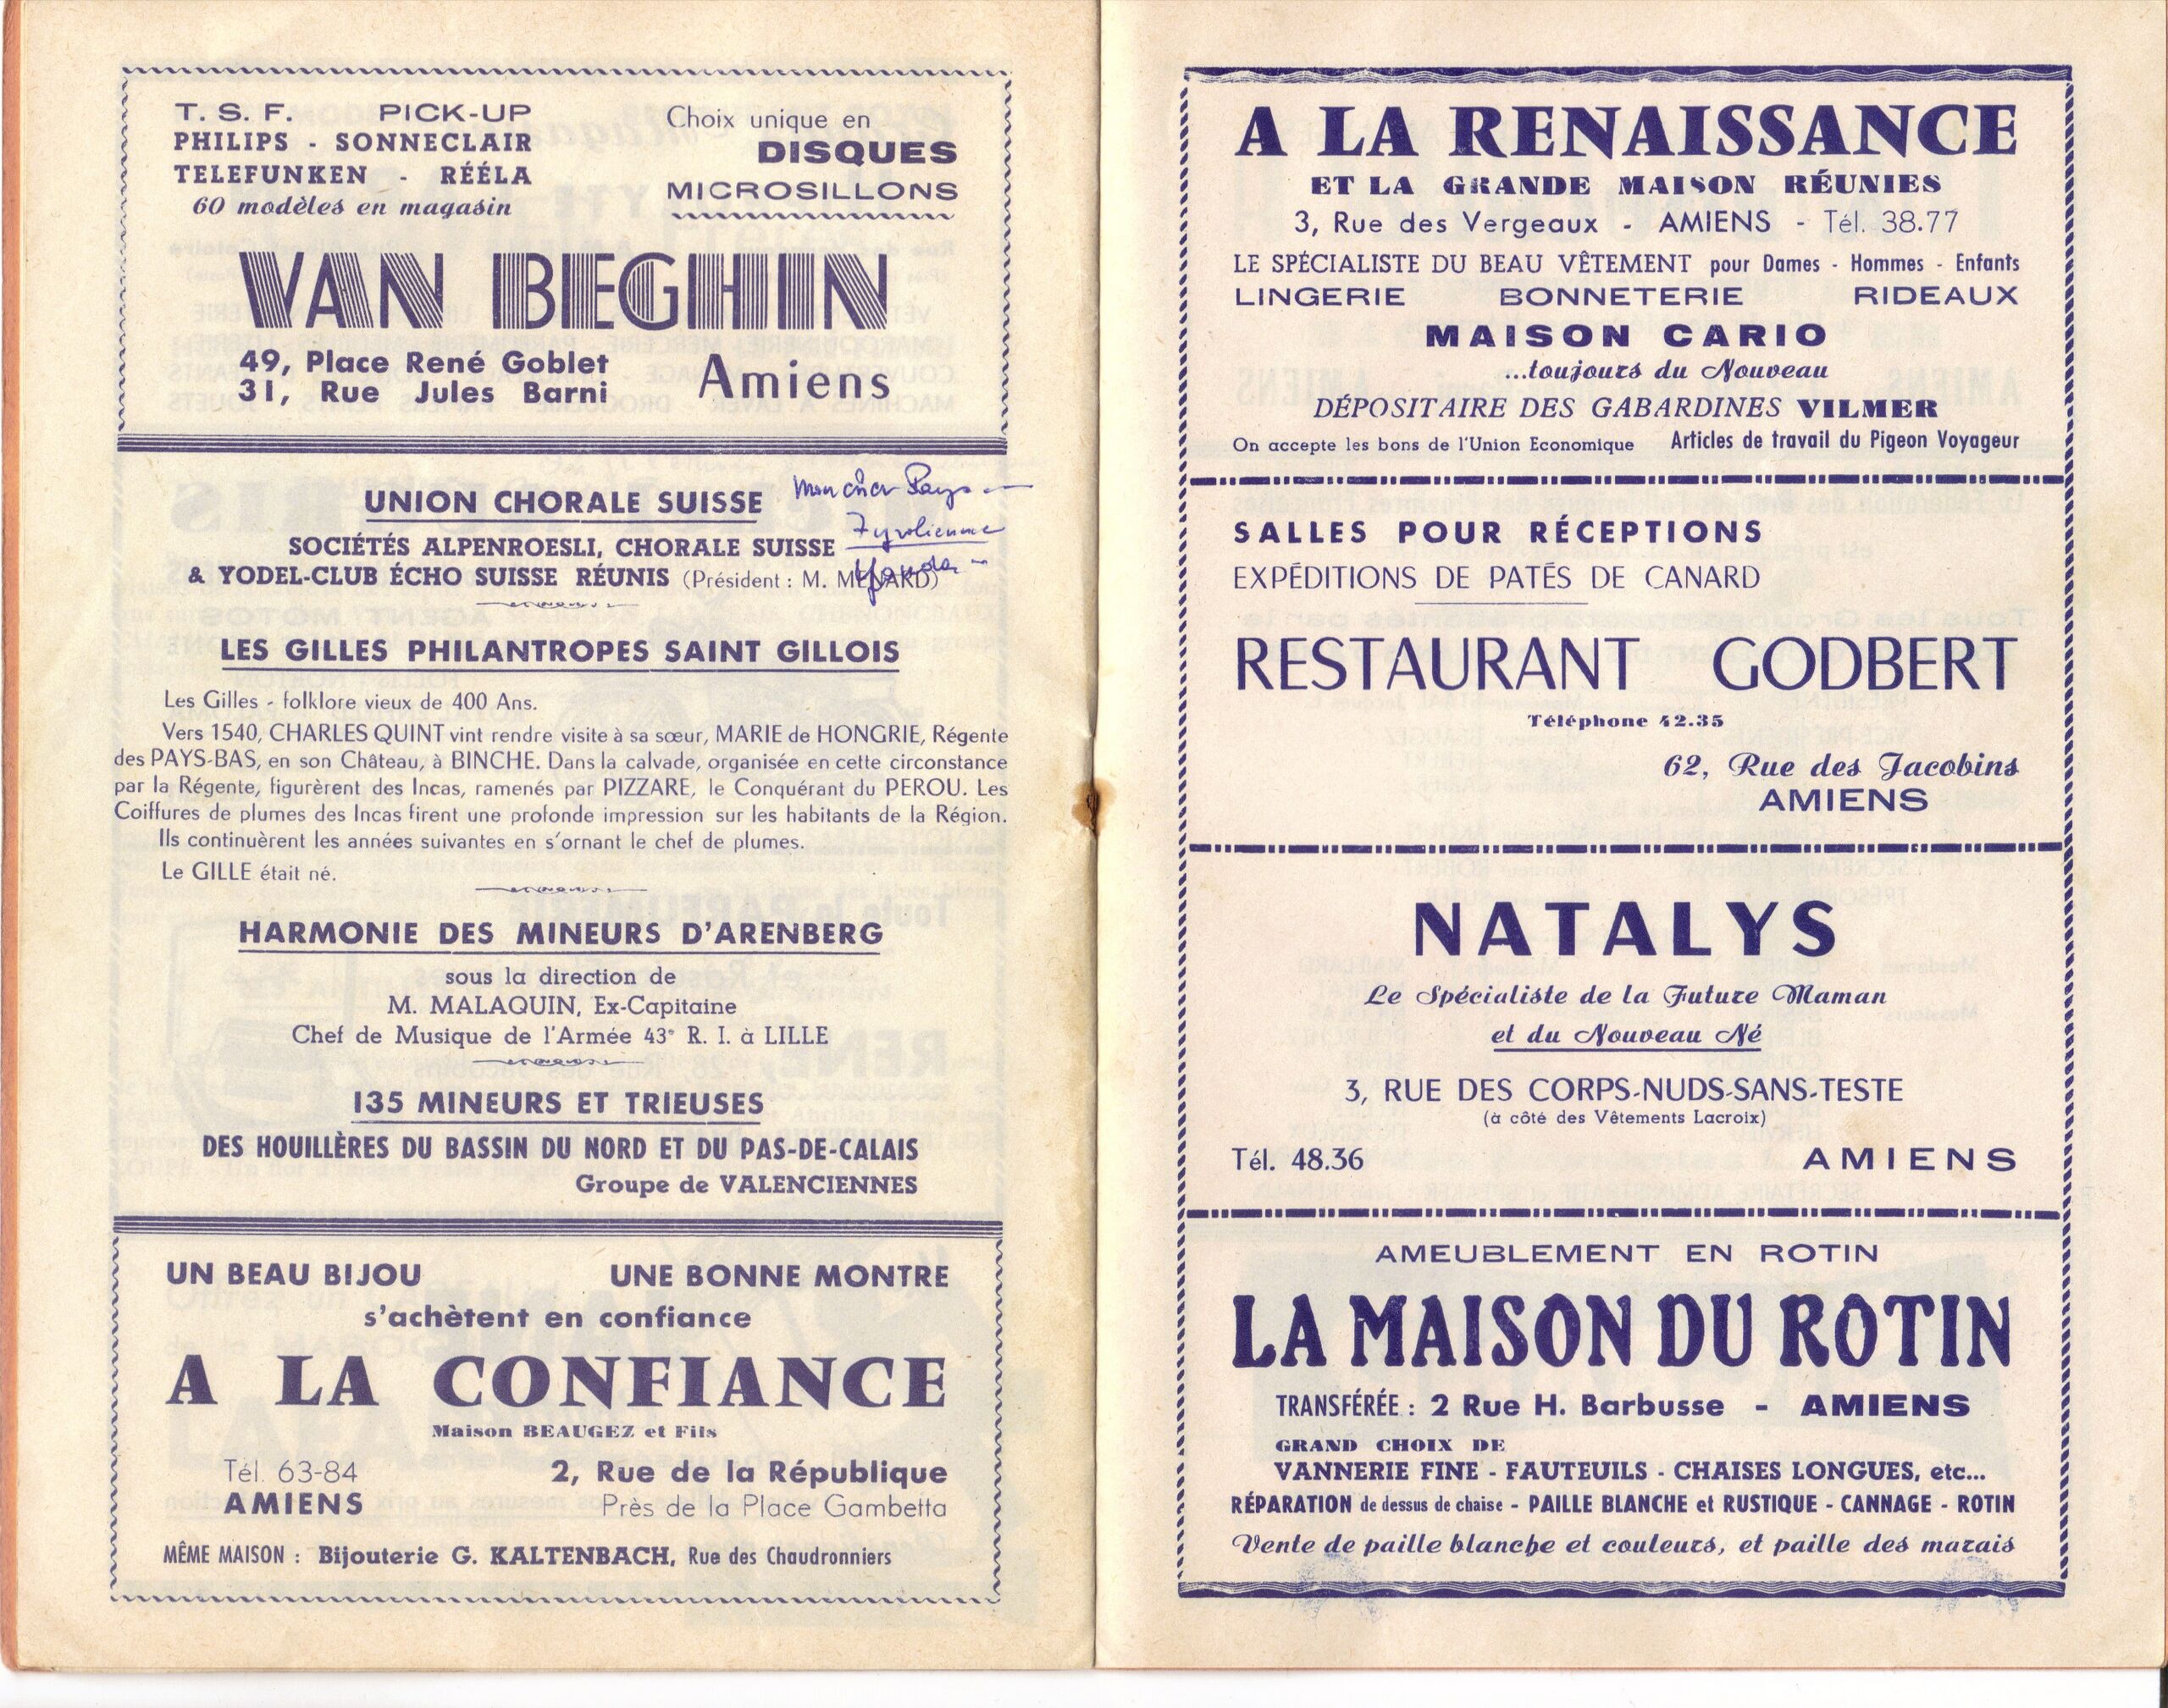 T. S. F. PICK-UP
PHILIPS - SONNECLAIR
TELEFUNKEN - RÉÉLA
60 modèles en magasin
Choix unique en
DISQUES
MICROSILLONS
VAN BEGHIN
49, Place René Goblet
31, Rue Jules Barni
Amiens
UNION CHORALE SUISSE
Mon cher Pays
Tyrolienne
SOCIÉTÉS ALPENROESLI, CHORALE SUISSE
& YODEL-CLUB ÉCHO SUISSE RÉUNIS (Président : M. MENARD)
LES GILLES PHILANTROPES SAINT GILLOIS
Les Gilles - folklore vieux de 400 Ans.
Vers 1540, CHARLES QUINT vint rendre visite à sa sœur, MARIE de HONGRIE, Régente
des PAYS-BAS, en son Château, à BINCHE. Dans la calvade, organisée en cette circonstance
par la Régente, figurèrent des Incas, ramenés par PIZZARE, le Conquérant du PEROU. Les
Coiffures de plumes des Incas firent une profonde impression sur les habitants de la Région.
Ils continuèrent les années suivantes en s'ornant le chef de plumes.
Le GILLE était né.
HARMONIE DES MINEURS D'ARENBERG
sous la direction de
M. MALAQUIN, Ex-Capitaine
Chef de Musique de l'Armée 43e R. I. à LILLE
135 MINEURS ET TRIEUSES
DES HOUILLÈRES DU BASSIN DU NORD ET DU PAS-DE-CALAIS
Groupe de VALENCIENNES
UN BEAU BIJOU UNE BONNE MONTRE
s'achètent en confiance
A LA CONFIANCE
Maison BEAUGEZ et Fils
Tél. 63-84
AMIENS
2, Rue de la République
Près de la Place Gambetta
MÊME MAISON : Bijouterie G. KALTENBACH, Rue des Chaudronniers
A LA RENAISSANCE
ET LA GRANDE MAISON RÉUNIES
3, Rue des Vergeaux - AMIENS - Tél. 38.77
LE SPÉCIALISTE DU BEAU VÊTEMENT pour Dames - Hommes - Enfants
LINGERIE BONNETERIE RIDEAUX
MAISON CARIO
...toujours du Nouveau
DÉPOSITAIRE DES GABARDINES VILMER
On accepte les bons de l'Union Economique Articles de travail du Pigeon Voyageur
SALLES POUR RÉCEPTIONS
EXPÉDITIONS DE PATÉS DE CANARD
RESTAURANT GODBERT
Téléphone 42.35
62, Rue des Jacobins
AMIENS
NATALYS
Le Spécialiste de la Future Maman
et du Nouveau Né
3, RUE DES CORPS-NUDS-SANS-TESTE
(à côté des Vêtements Lacroix)
Tél. 48.36 AMIENS
AMEUBLEMENT EN ROTIN
LA MAISON DU ROTIN
TRANSFÉRÉE : 2 Rue H. Barbusse - AMIENS
GRAND CHOIX DE
VANNERIE FINE - FAUTEUILS - CHAISES LONGUES, etc...
RÉPARATION de dessus de chaise - PAILLE BLANCHE et RUSTIQUE - CANNAGE - ROTIN
Vente de paille blanche et couleurs, et paille des marais